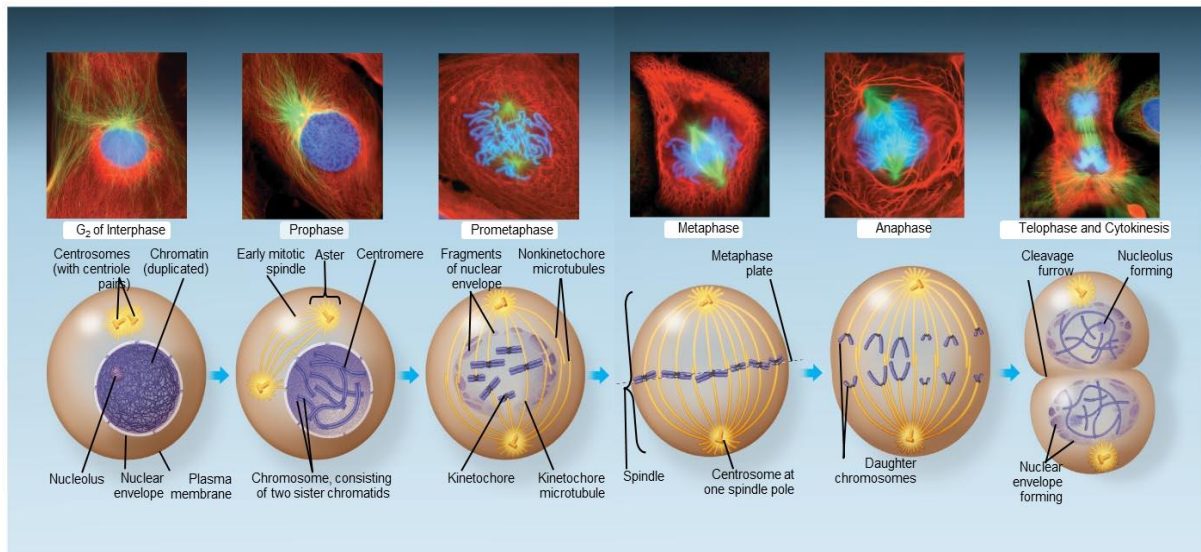 G₂ of Interphase
Prophase
Prometaphase
Metaphase
Anaphase
Telophase and Cytokinesis
Centrosomes
(with centriole
pairs)
Chromatin
(duplicated)
Early mitotic
spindle
Aster
Centromere
Fragments
of nuclear
envelope
Nonkinetochore
microtubules
Metaphase
plate
Cleavage
furrow
Nucleolus
forming
Nucleolus
Nuclear
envelope
Plasma
membrane
Chromosome, consisting
of two sister chromatids
Kinetochore
Kinetochore
microtubule
Spindle
Centrosome at
one spindle pole
Daughter
chromosomes
Nuclear
envelope
forming